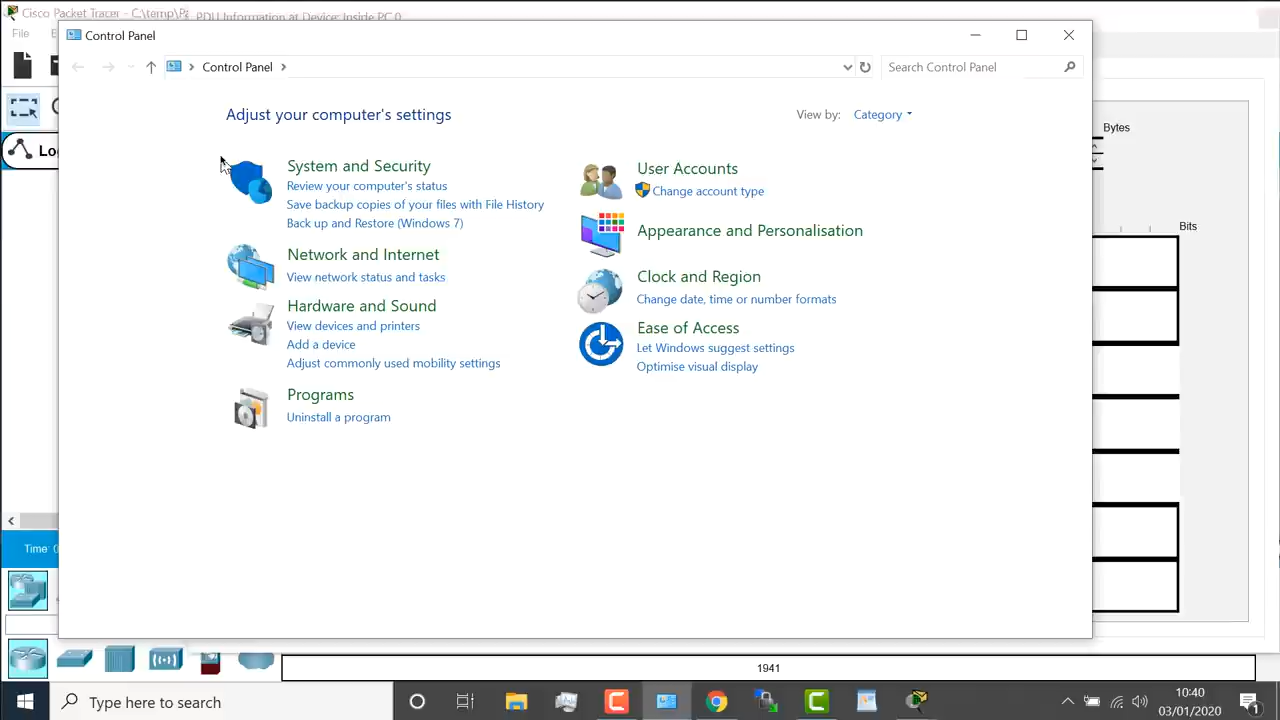 Cisco Packet Tracer - C:\temp\Pi
PDU Information at Device: Inside PC 0
File
Control Panel
Control Panel
Search Control Panel
Adjust your computer's settings
View by: Category
System and Security
Review your computer's status
Save backup copies of your files with File History
Back up and Restore (Windows 7)
Network and Internet
View network status and tasks
Hardware and Sound
View devices and printers
Add a device
Adjust commonly used mobility settings
Programs
Uninstall a program
User Accounts
Change account type
Appearance and Personalisation
Clock and Region
Change date, time or number formats
Ease of Access
Let Windows suggest settings
Optimise visual display
Bytes
Bits
Time:
1941
Type here to search
10:40
03/01/2020
1